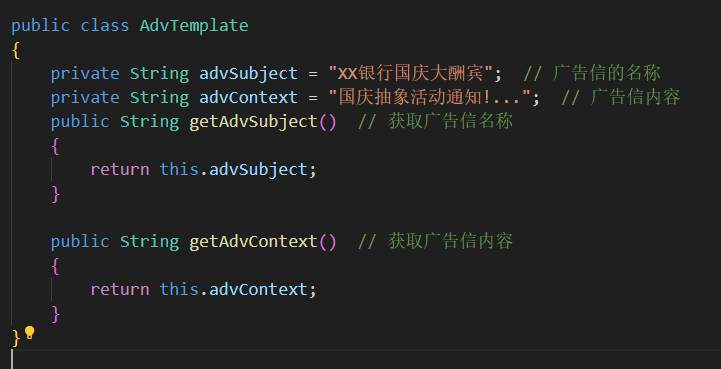 public class AdvTemplate
{
    private String advSubject = "XX银行国庆大酬宾";  // 广告信的名称
    private String advContext = "国庆抽象活动通知!...";  // 广告信内容
    public String getAdvSubject()  // 获取广告信名称
    {
        return this.advSubject;
    }

    public String getAdvContext()  // 获取广告信内容
    {
        return this.advContext;
    }
}